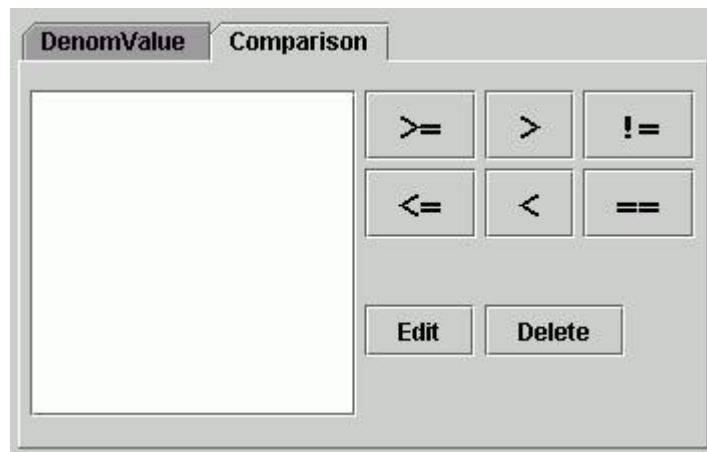 DenomValue Comparison
>= > !=
<= < ==
Edit Delete